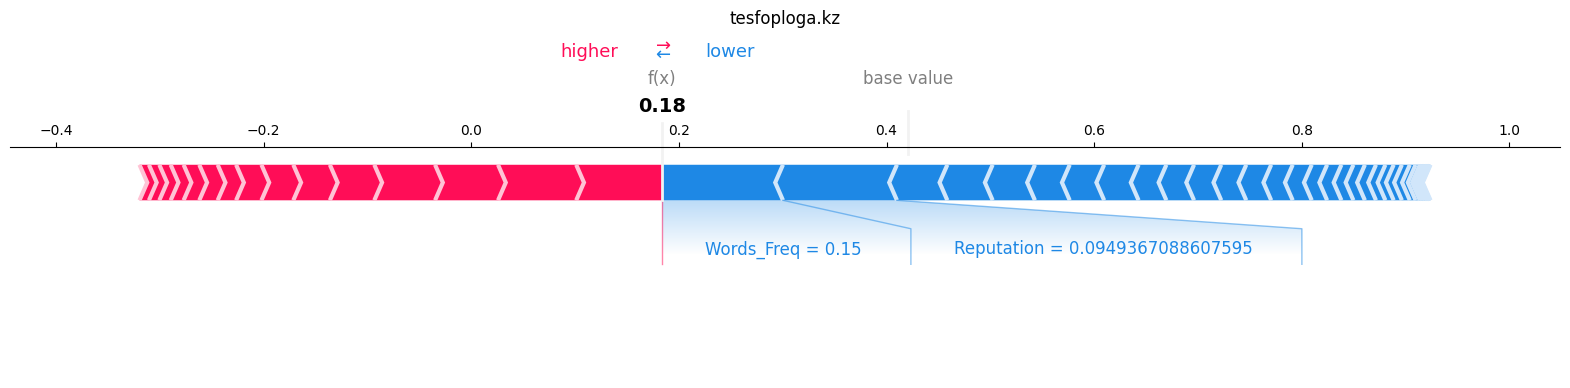 tesfoploga.kz
higher ⇄ lower
f(x) base value
0.18
−0.4 −0.2 0.0 0.2 0.4 0.6 0.8 1.0
Words_Freq = 0.15 Reputation = 0.0949367088607595